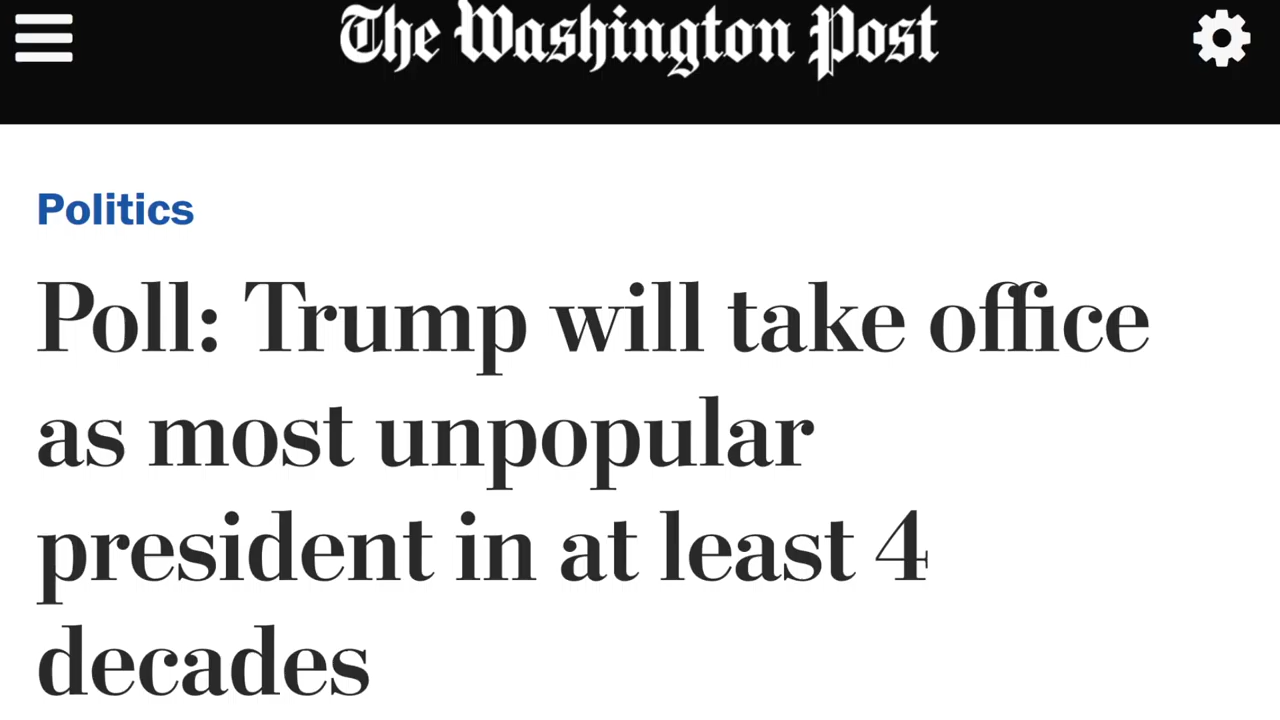 The Washington Post
Politics
Poll: Trump will take office
as most unpopular
president in at least 4
decades